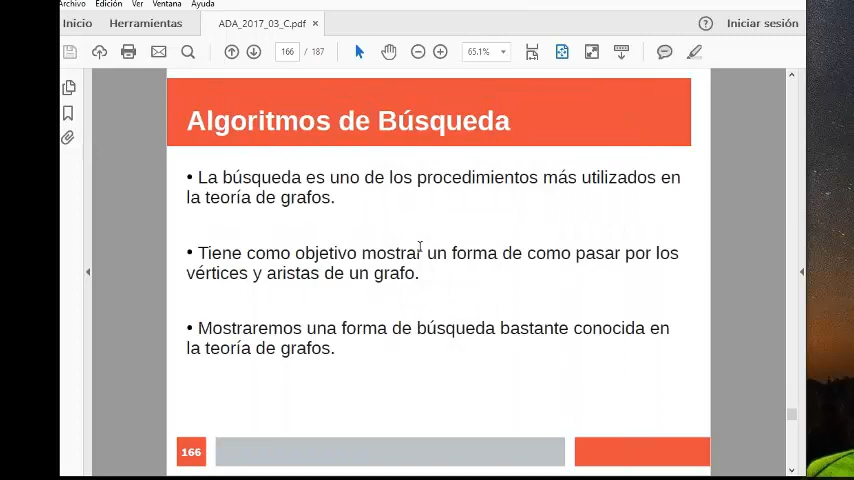 Archivo Edición Ver Ventana Ayuda
Inicio Herramientas ADA_2017_03_C.pdf × ? Iniciar sesión
166 / 187 65.1%
Algoritmos de Búsqueda
• La búsqueda es uno de los procedimientos más utilizados en
la teoría de grafos.
• Tiene como objetivo mostrar un forma de como pasar por los
vértices y aristas de un grafo.
• Mostraremos una forma de búsqueda bastante conocida en
la teoría de grafos.
166